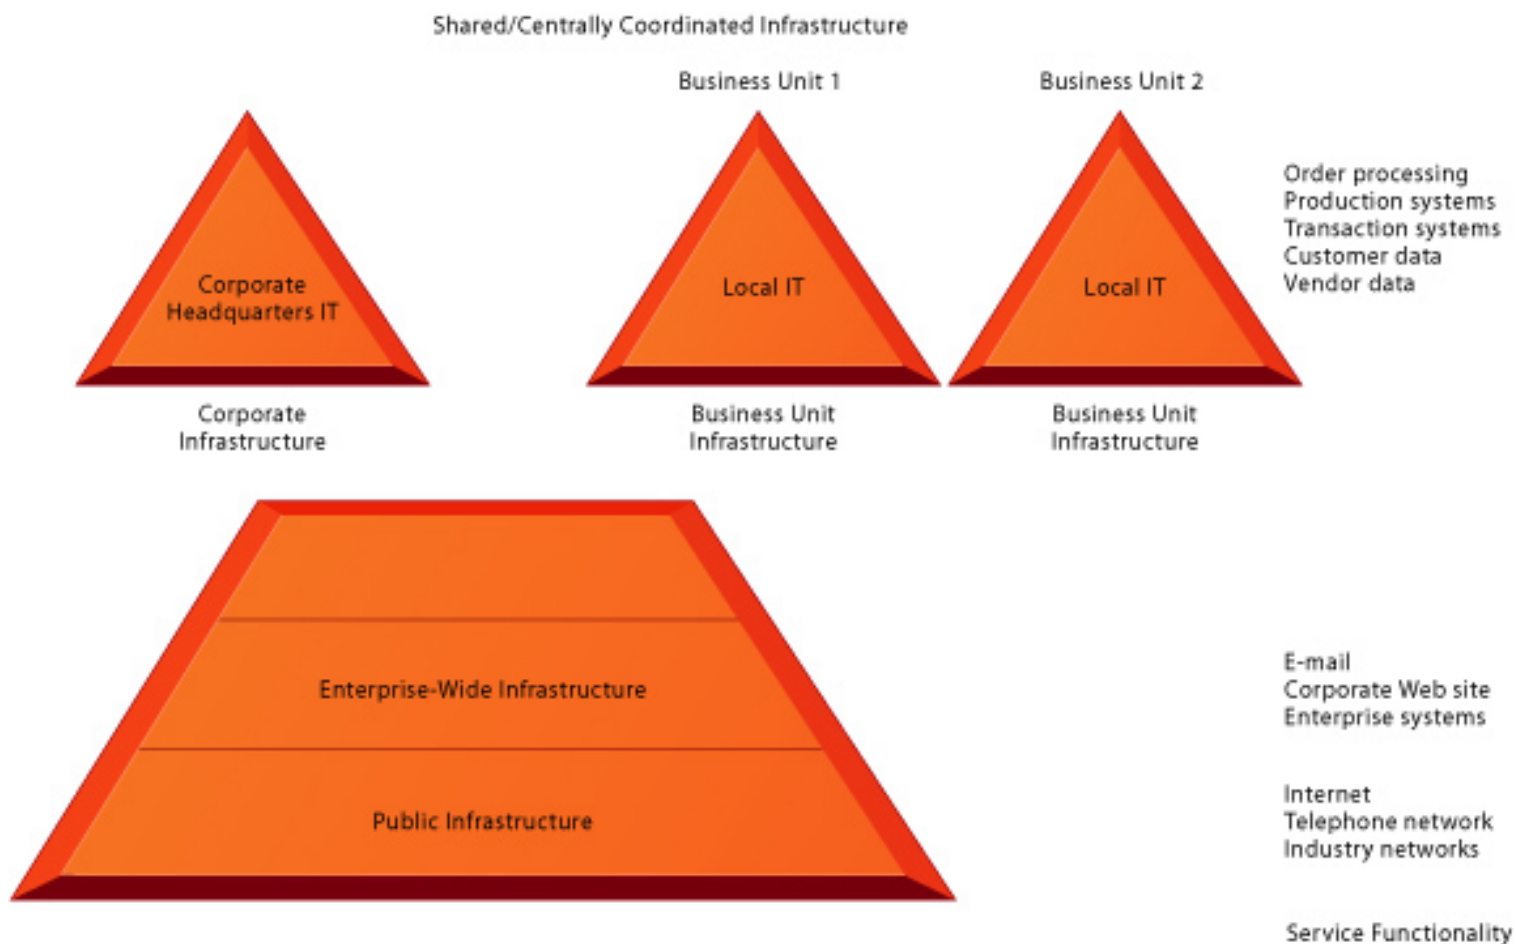 Shared/Centrally Coordinated Infrastructure
Business Unit 1
Business Unit 2
Order processing
Production systems
Transaction systems
Customer data
Vendor data
Corporate
Headquarters IT
Local IT
Local IT
Corporate
Infrastructure
Business Unit
Infrastructure
Business Unit
Infrastructure
Enterprise-Wide Infrastructure
E-mail
Corporate Web site
Enterprise systems
Public Infrastructure
Internet
Telephone network
Industry networks
Service Functionality